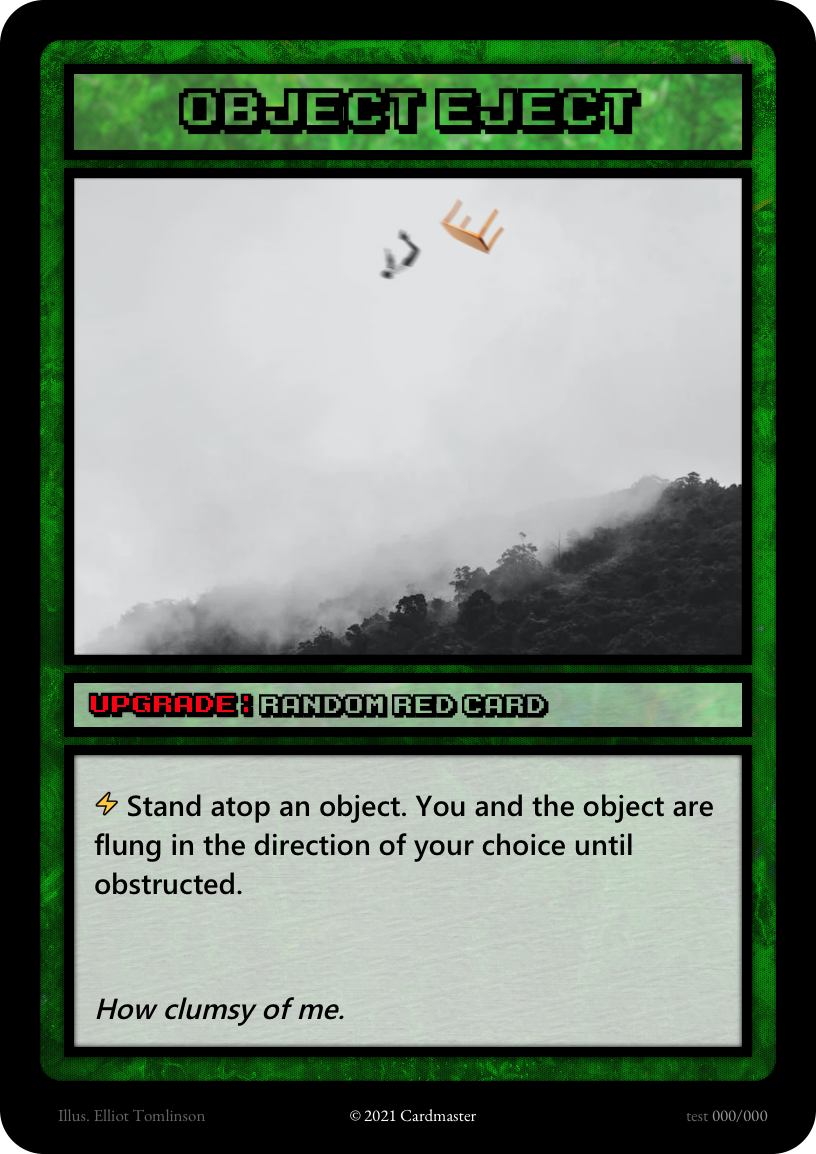 OBJECT EJECT
UPGRADE: RANDOM RED CARD
⚡ Stand atop an object. You and the object are
flung in the direction of your choice until
obstructed.
How clumsy of me.
Illus. Elliot Tomlinson © 2021 Cardmaster test 000/000